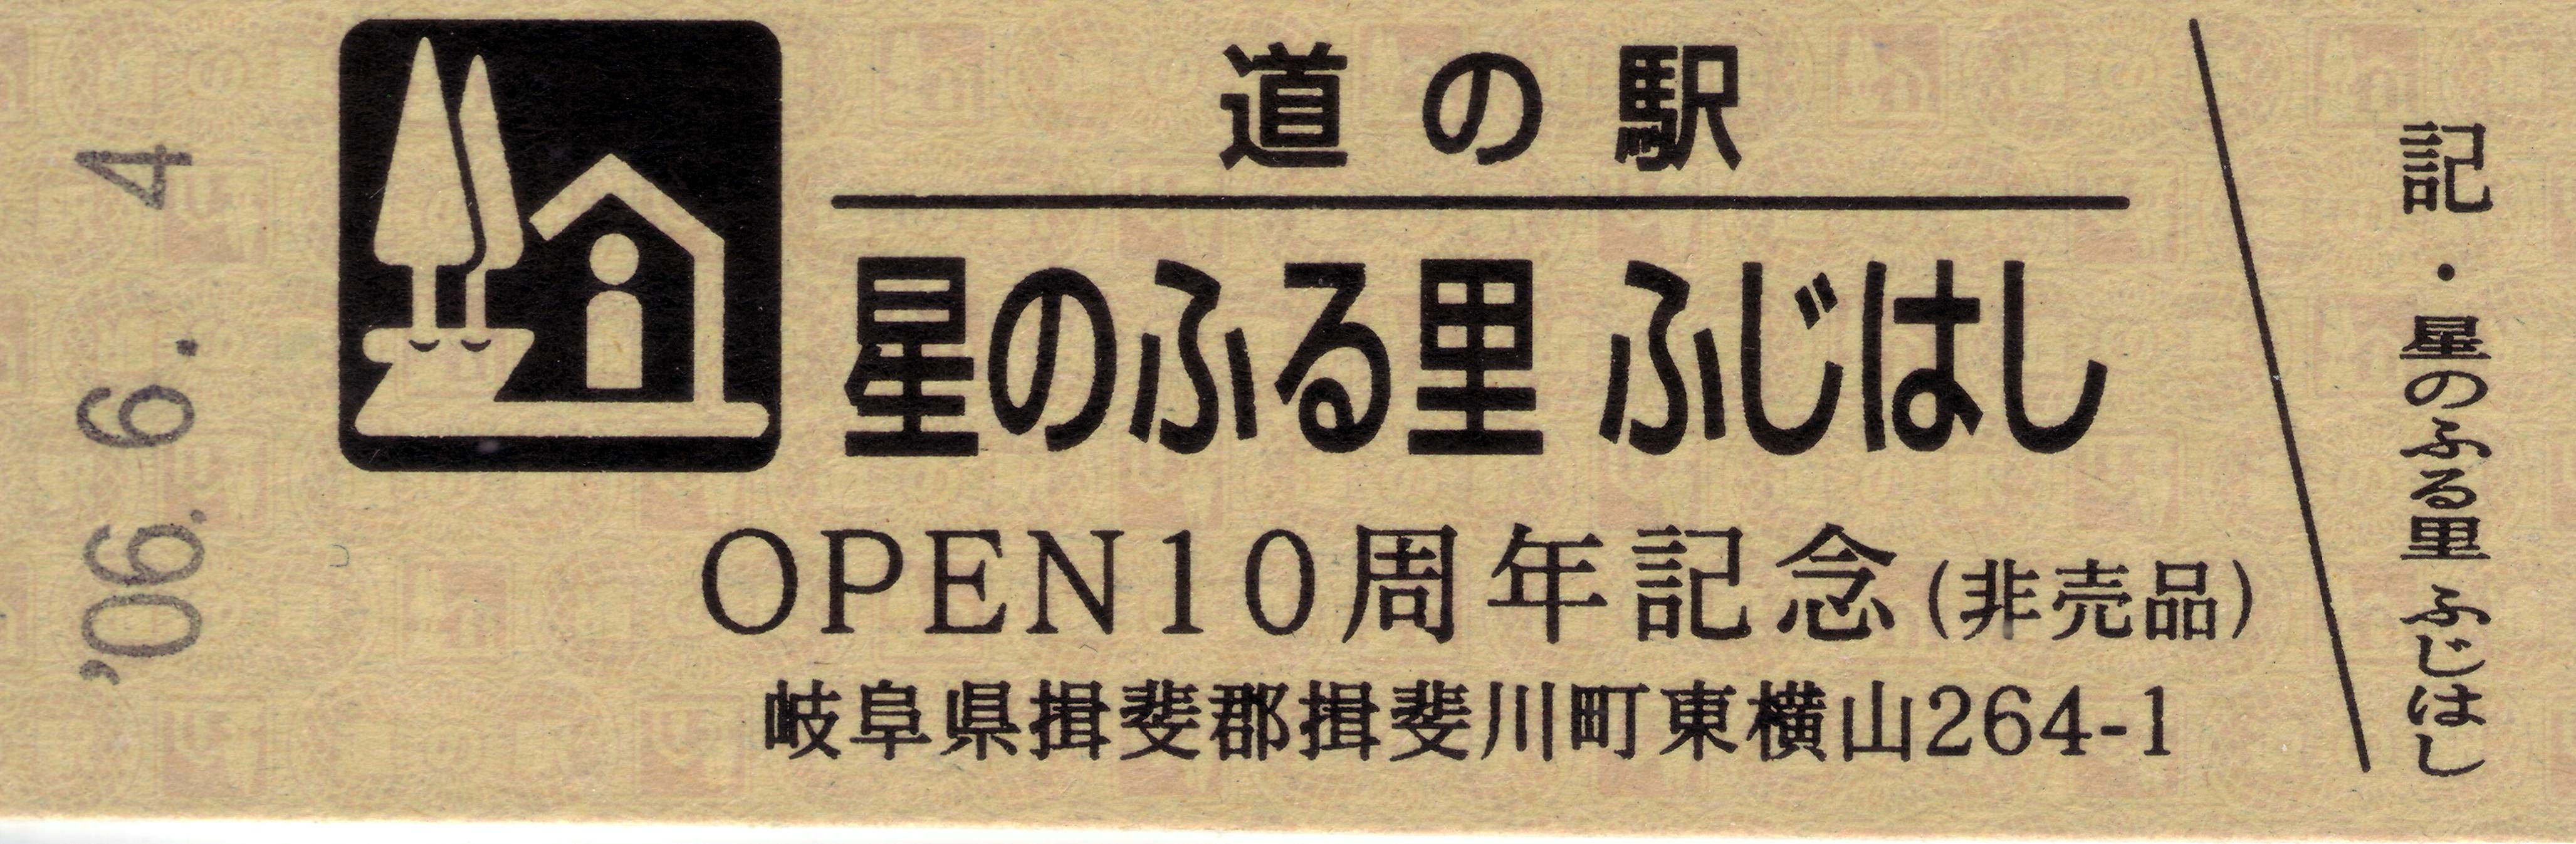 '06. 6. 4
道の駅
星のふる里 ふじはし
OPEN10周年記念(非売品)
岐阜県揖斐郡揖斐川町東横山264-1
記・星のふる里 ふじはし